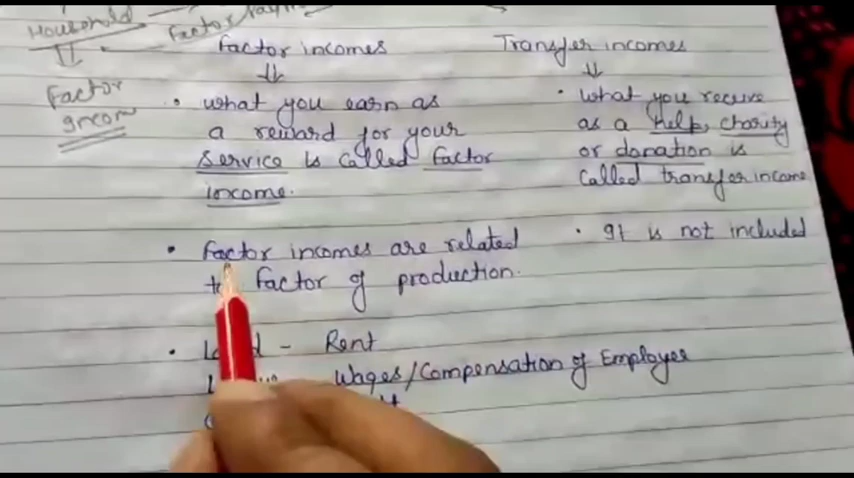 Household
Factor
Factor
Incom
Factor incomes
what you earn as
a reward for your
service is called factor
income.
Factor incomes are related
to factor of production.
Land - Rent
Wages/Compensation of Employee
Transfer incomes
what you receive
as a help, charity
or donation is
called transfer income
It is not included